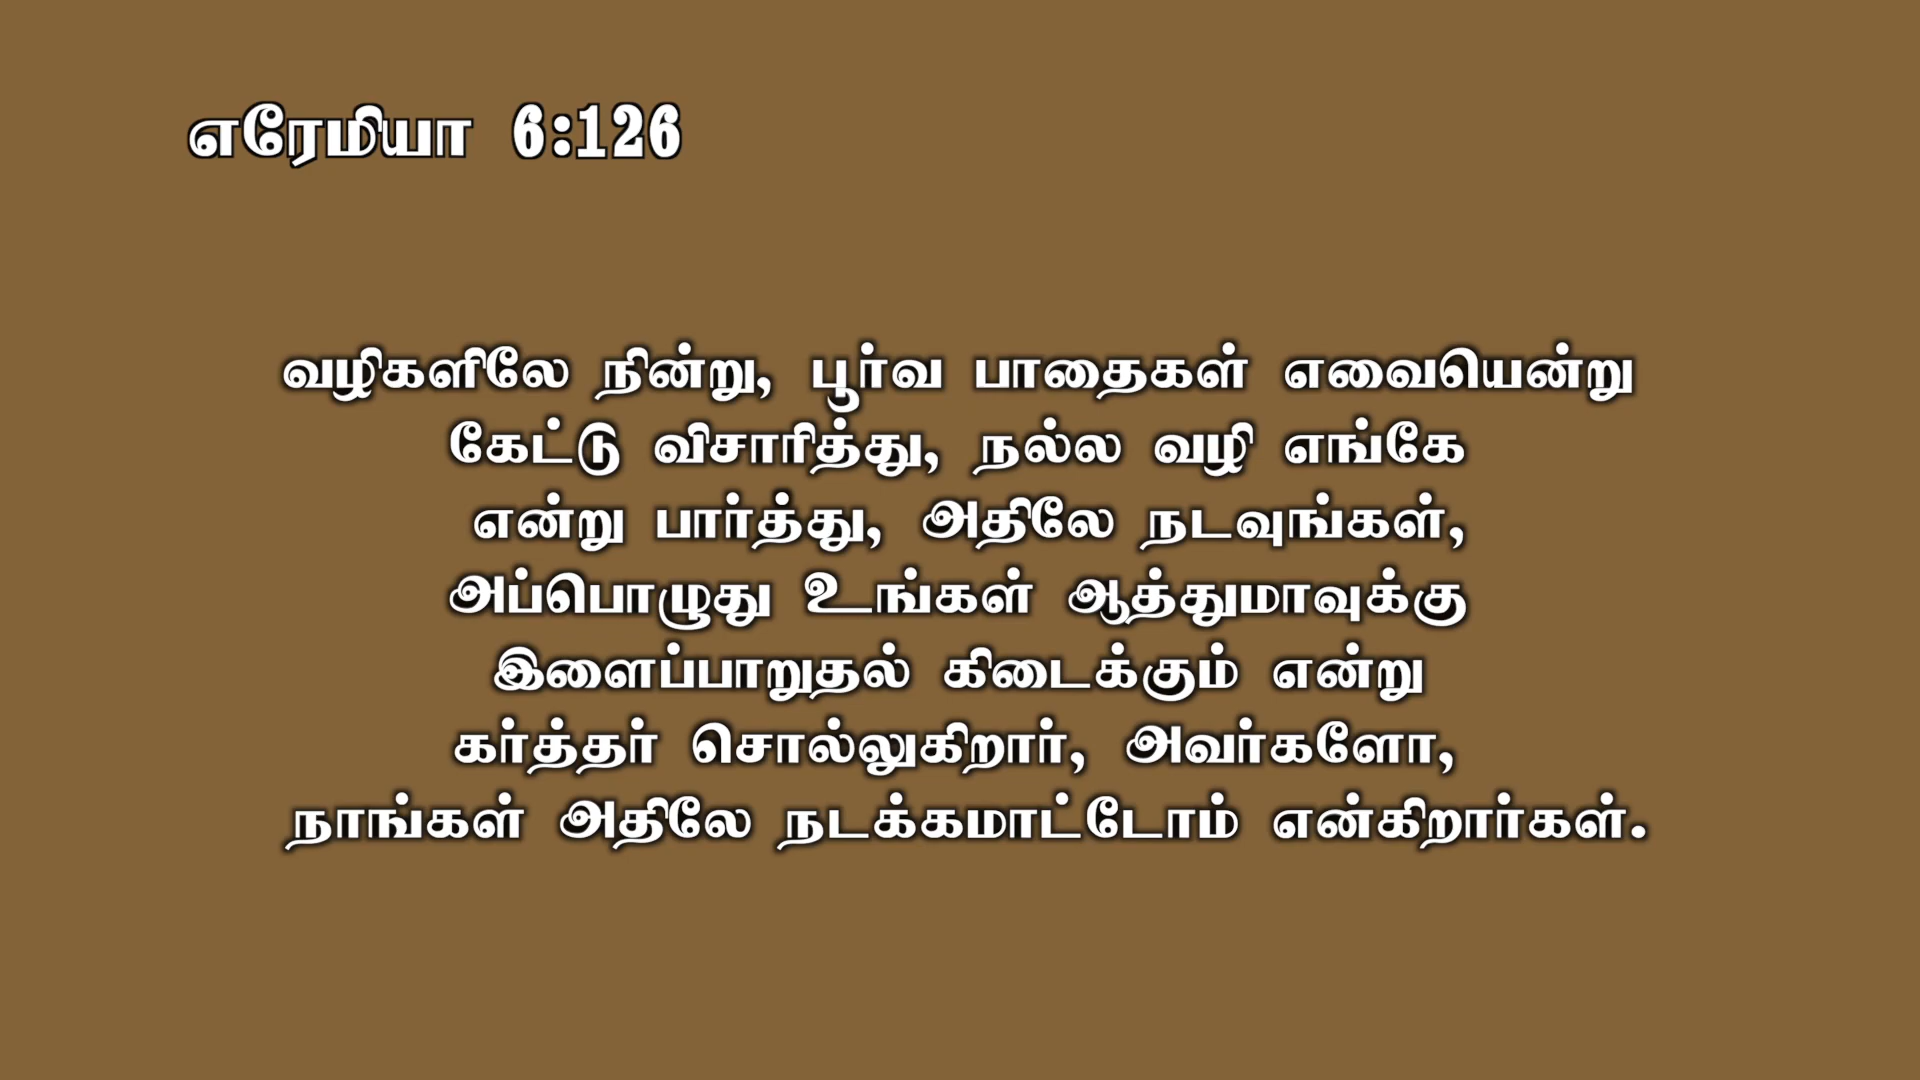 எரேமியா 6:126
வழிகளிலே நின்று, பூர்வ பாதைகள் எவையென்று
கேட்டு விசாரித்து, நல்ல வழி எங்கே
என்று பார்த்து, அதிலே நடவுங்கள்,
அப்பொழுது உங்கள் ஆத்துமாவுக்கு
இளைப்பாறுதல் கிடைக்கும் என்று
கர்த்தர் சொல்லுகிறார், அவர்களோ,
நாங்கள் அதிலே நடக்கமாட்டோம் என்கிறார்கள்.